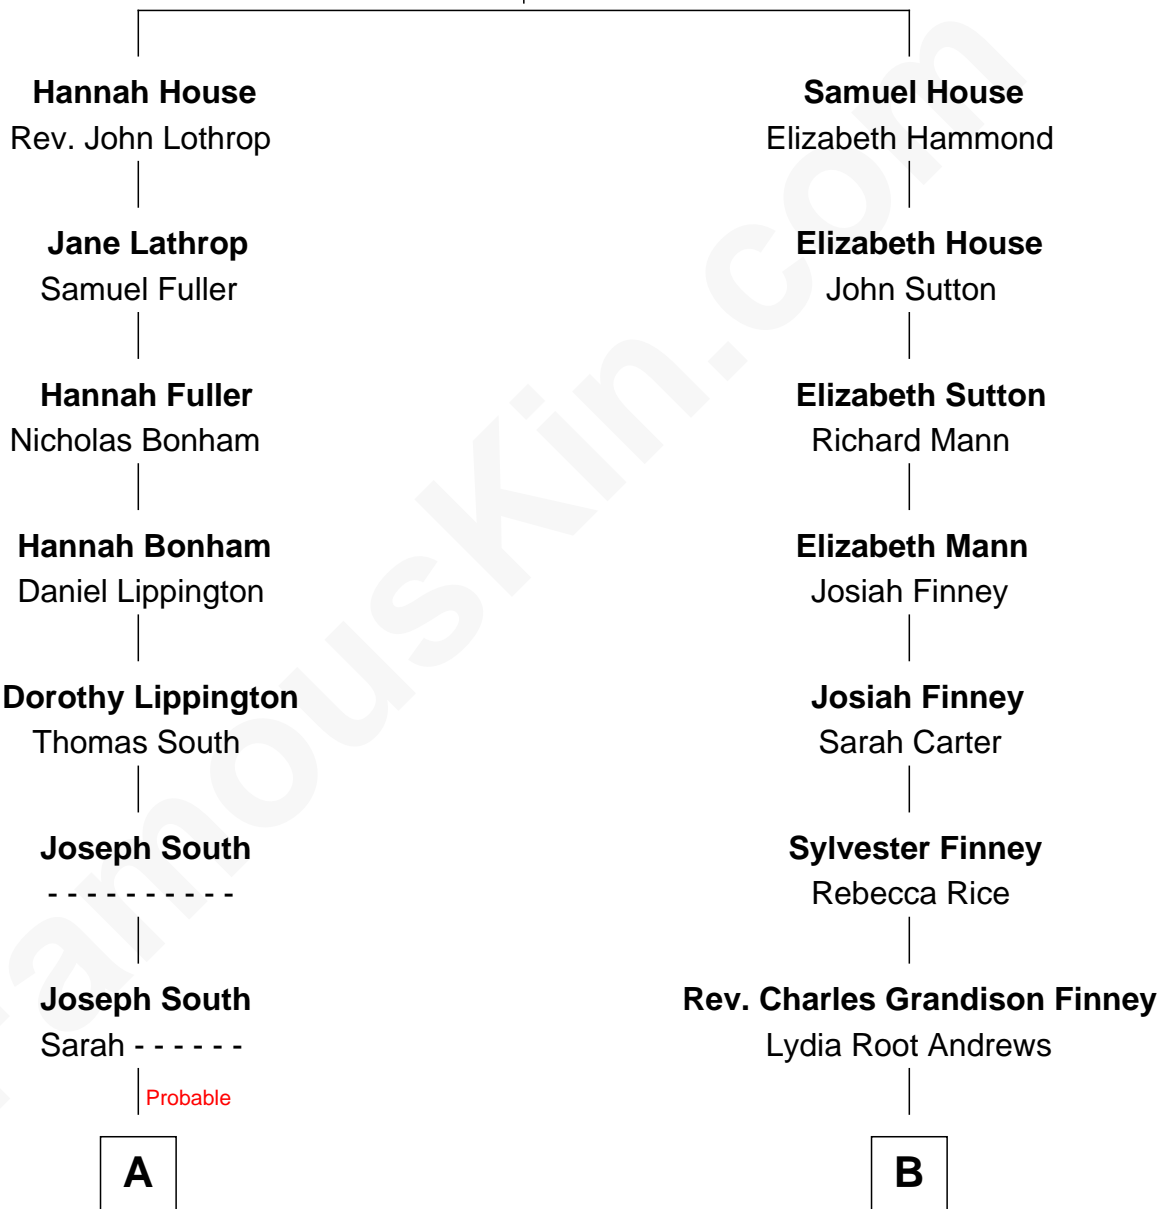 Hannah House
Rev. John Lothrop
Jane Lathrop
Samuel Fuller
Hannah Fuller
Nicholas Bonham
Hannah Bonham
Daniel Lippington
Dorothy Lippington
Thomas South
Joseph South
- - - - - - - - - -
Joseph South
Sarah - - - - - -
Probable
A
Samuel House
Elizabeth Hammond
Elizabeth House
John Sutton
Elizabeth Sutton
Richard Mann
Elizabeth Mann
Josiah Finney
Josiah Finney
Sarah Carter
Sylvester Finney
Rebecca Rice
Rev. Charles Grandison Finney
Lydia Root Andrews
B
FamousKin.com